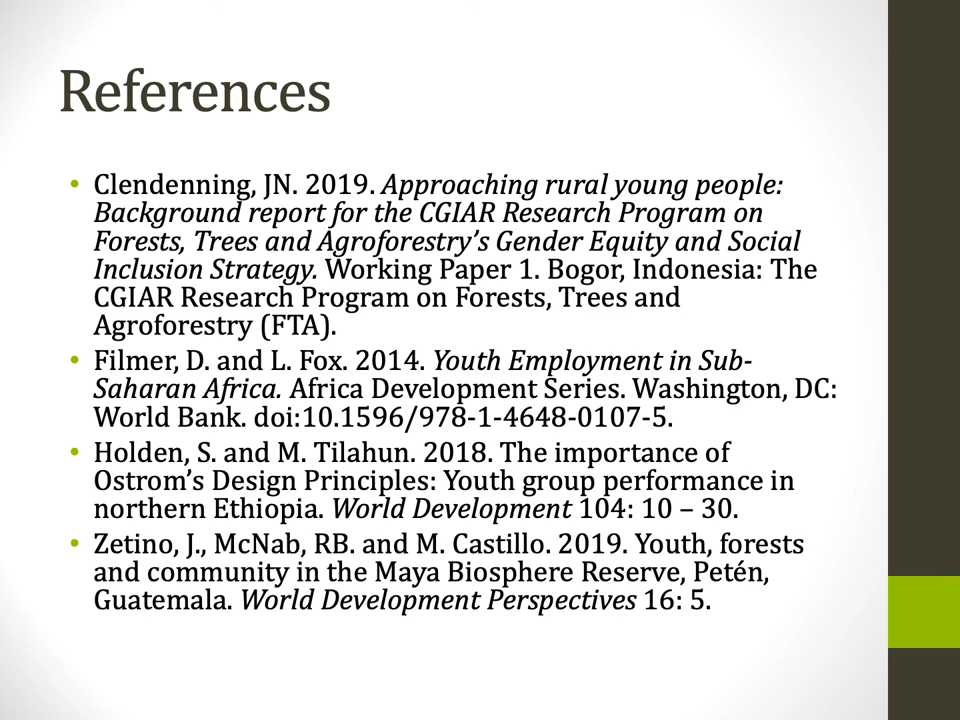 References
• Clendenning, JN. 2019. Approaching rural young people:
Background report for the CGIAR Research Program on
Forests, Trees and Agroforestry’s Gender Equity and Social
Inclusion Strategy. Working Paper 1. Bogor, Indonesia: The
CGIAR Research Program on Forests, Trees and
Agroforestry (FTA).
• Filmer, D. and L. Fox. 2014. Youth Employment in Sub-
Saharan Africa. Africa Development Series. Washington, DC:
World Bank. doi:10.1596/978-1-4648-0107-5.
• Holden, S. and M. Tilahun. 2018. The importance of
Ostrom’s Design Principles: Youth group performance in
northern Ethiopia. World Development 104: 10 – 30.
• Zetino, J., McNab, RB. and M. Castillo. 2019. Youth, forests
and community in the Maya Biosphere Reserve, Petén,
Guatemala. World Development Perspectives 16: 5.